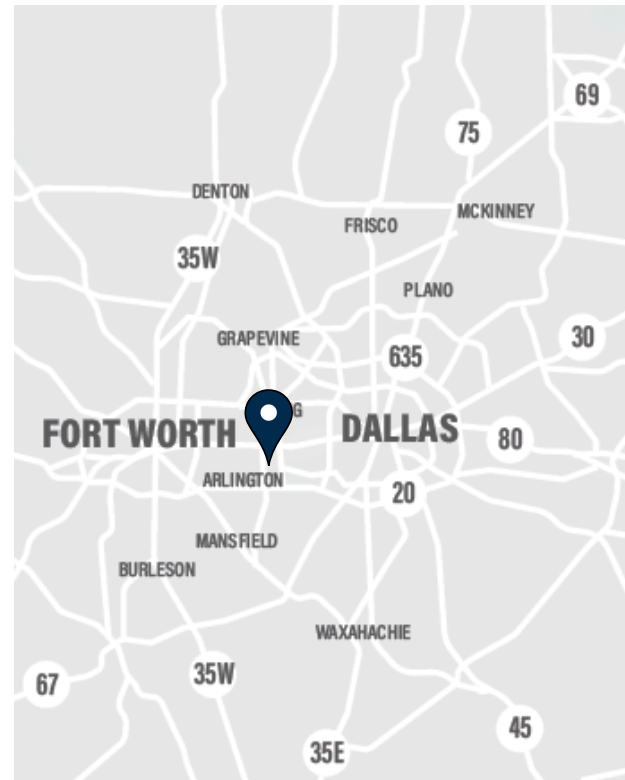 69
75
DENTON
MCKINNEY
FRISCO
35W
PLANO
GRAPEVINE
30
635
G
FORT WORTH
DALLAS
80
ARLINGTON
20
MANSFIELD
BURLESON
WAXAHACHIE
67
35W
45
35E